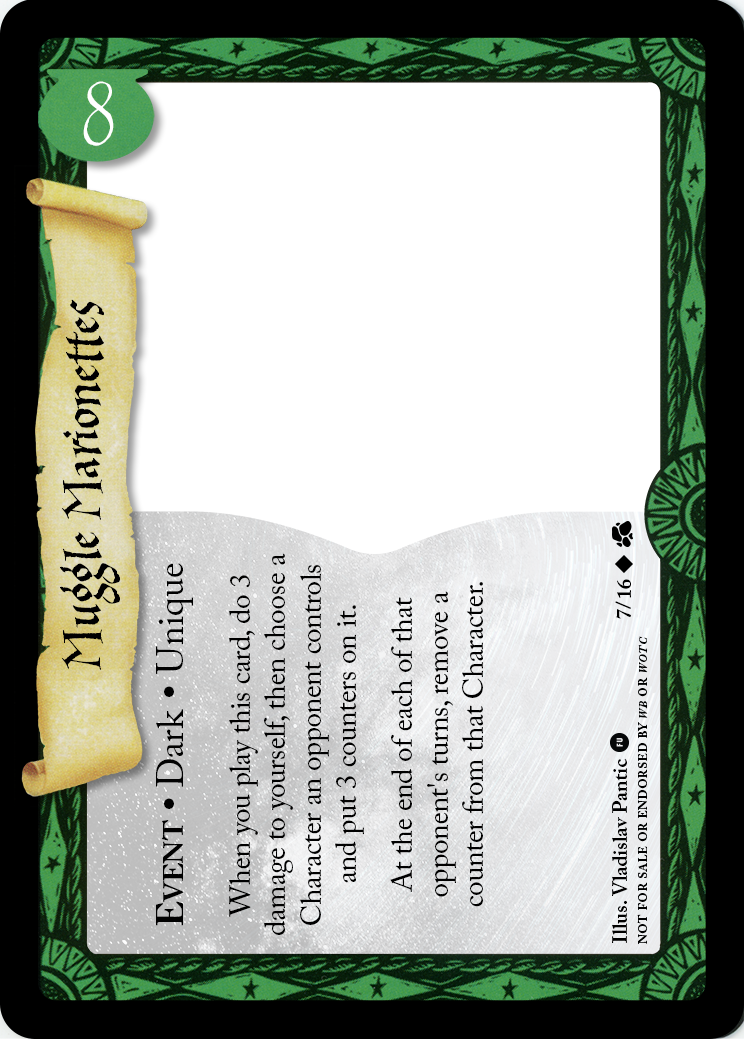 8
Muggle Marionettes
EVENT • Dark • Unique
When you play this card, do 3
damage to yourself, then choose a
Character an opponent controls
and put 3 counters on it.
At the end of each of that
opponent's turns, remove a
counter from that Character.
Illus. Vladislav Pantic FU
7/16
NOT FOR SALE OR ENDORSED BY WB OR WOTC